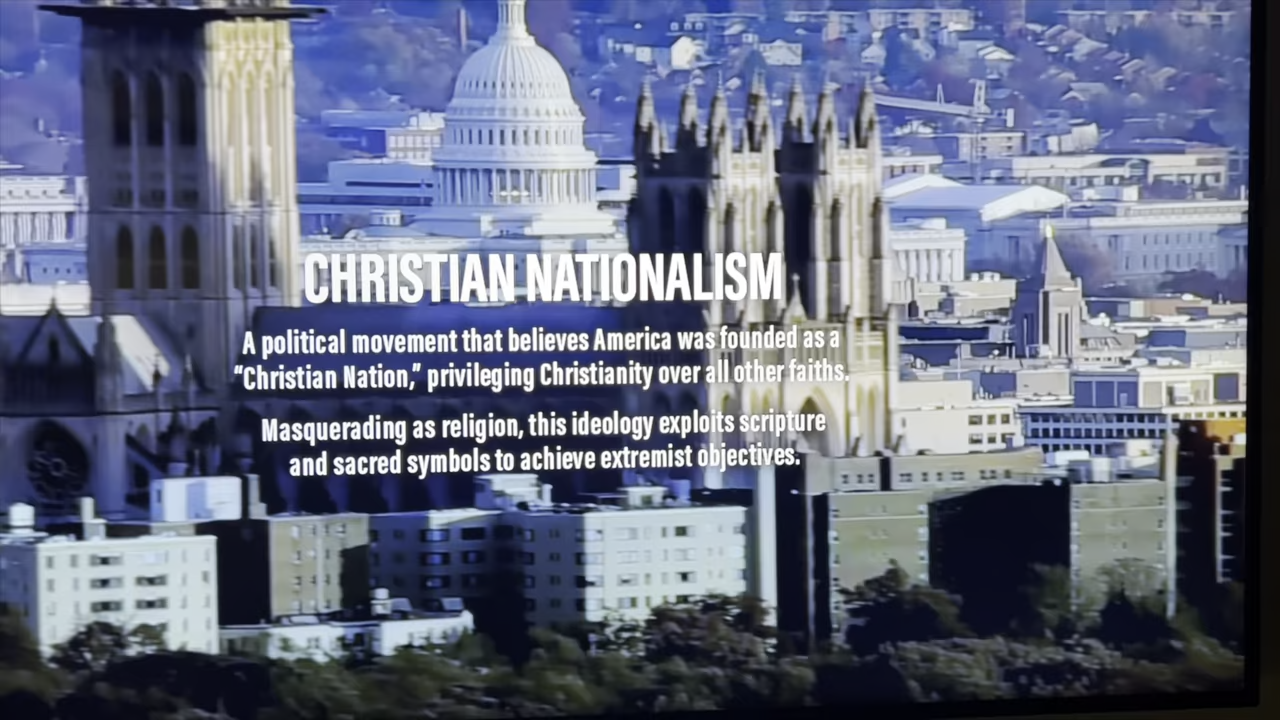 CHRISTIAN NATIONALISM
A political movement that believes America was founded as a
“Christian Nation,” privileging Christianity over all other faiths.
Masquerading as religion, this ideology exploits scripture
and sacred symbols to achieve extremist objectives.